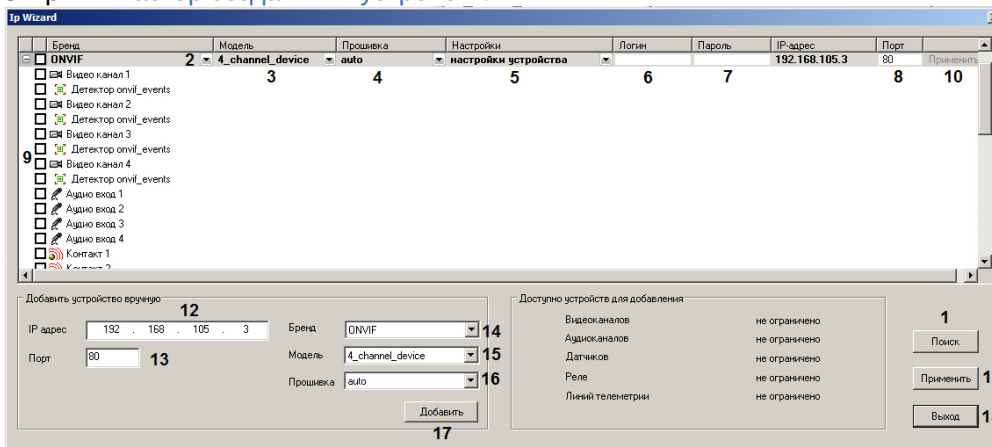 Ip Wizard
Бренд Модель Прошивка Настройки Логин Пароль IP-адрес Порт
ONVIF 2 4_channel_device auto настройки устройства 192.168.105.3 80 Применить
3 4 5 6 7 8 10
Видео канал 1
Детектор onvif_events
Видео канал 2
Детектор onvif_events
Видео канал 3
9 Детектор onvif_events
Видео канал 4
Детектор onvif_events
Аудио вход 1
Аудио вход 2
Аудио вход 3
Аудио вход 4
Контакт 1
Контакт 2
Добавить устройство вручную
12
IP адрес 192 . 168 . 105 . 3
Порт 80 13
Бренд ONVIF 14
Модель 4_channel_device 15
Прошивка auto 16
Добавить
17
Доступно устройств для добавления
Видеоканалов не ограничено
Аудиоканалов не ограничено
Датчиков не ограничено
Реле не ограничено
Линий телеметрии не ограничено
1
Поиск
Применить 1
Выход 1